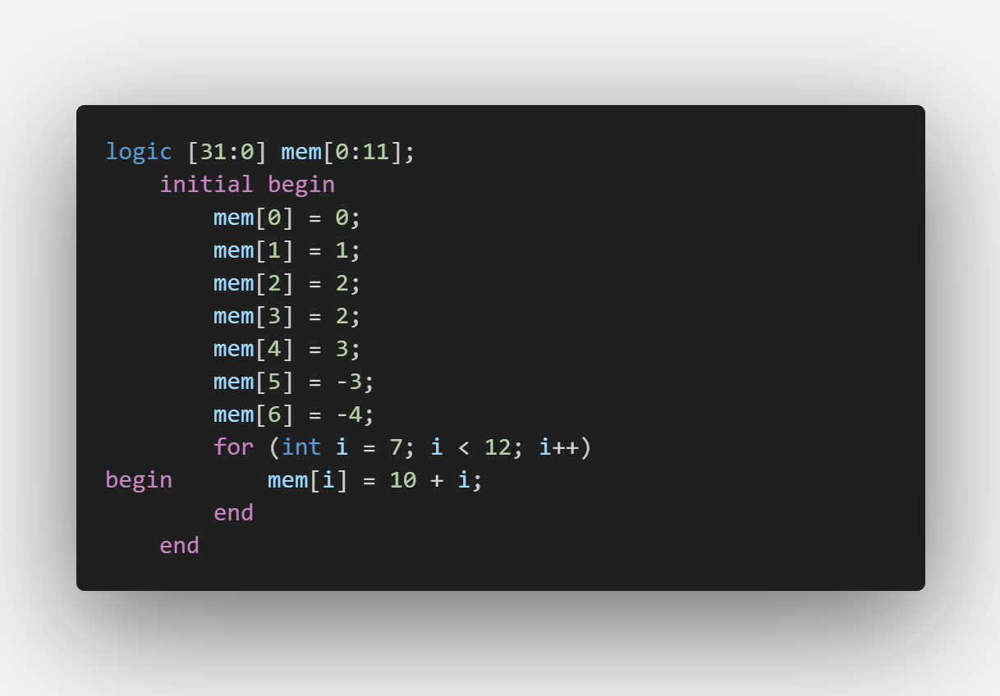 logic [31:0] mem[0:11];
    initial begin
        mem[0] = 0;
        mem[1] = 1;
        mem[2] = 2;
        mem[3] = 2;
        mem[4] = 3;
        mem[5] = -3;
        mem[6] = -4;
        for (int i = 7; i < 12; i++)
begin       mem[i] = 10 + i;
        end
    end